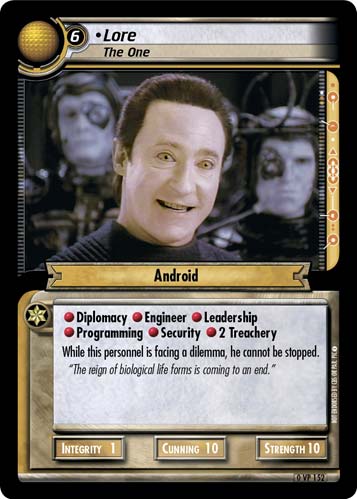 6 •Lore
The One
Android
Diplomacy Engineer Leadership
Programming Security 2 Treachery
While this personnel is facing a dilemma, he cannot be stopped.
"The reign of biological life forms is coming to an end."
INTEGRITY 1 CUNNING 10 STRENGTH 10
0 VP 152